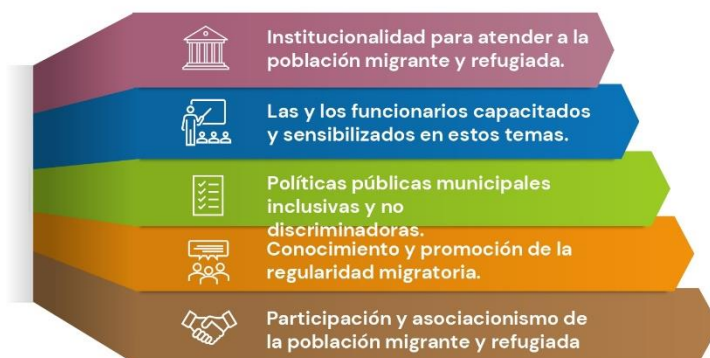 Institucionalidad para atender a la
población migrante y refugiada.
Las y los funcionarios capacitados
y sensibilizados en estos temas.
Políticas públicas municipales
inclusivas y no
discriminadoras.
Conocimiento y promoción de la
regularidad migratoria.
Participación y asociacionismo de
la población migrante y refugiada